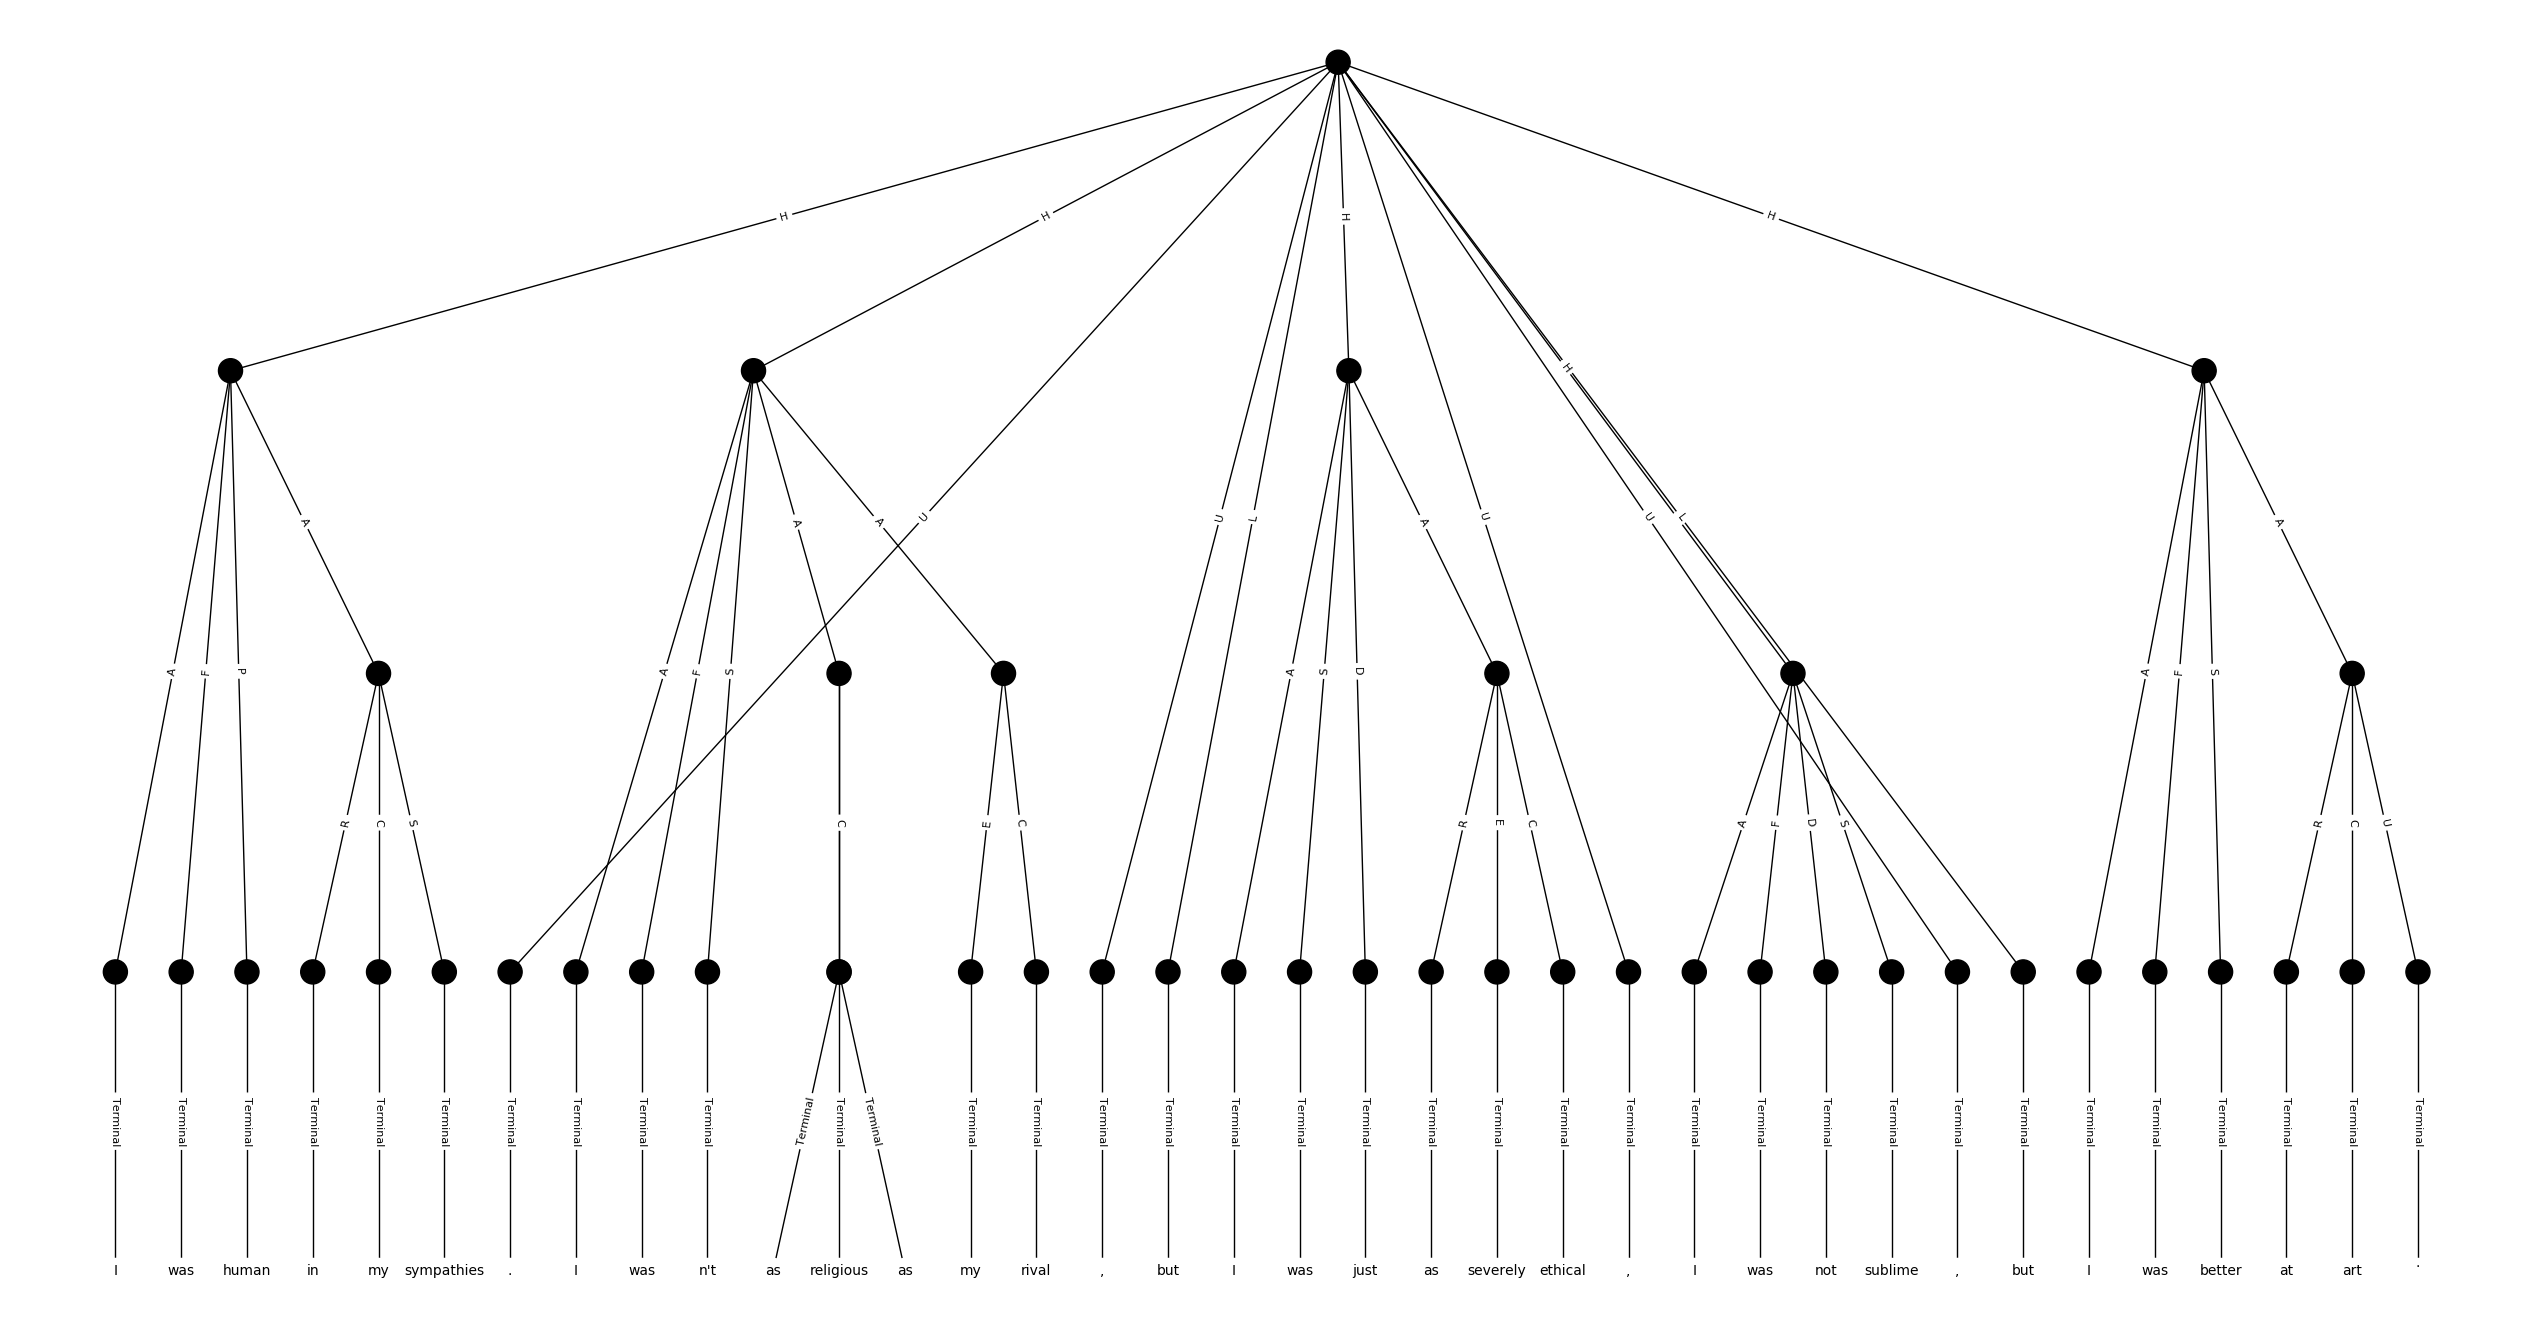 H H H H H
A F P A A F S A A U U L A S D A U U L A F S A
R C S C E C R E C A F D S R C U
Terminal Terminal Terminal Terminal Terminal Terminal Terminal Terminal Terminal Terminal Terminal Terminal Terminal Terminal Terminal Terminal Terminal Terminal Terminal Terminal Terminal Terminal Terminal Terminal Terminal Terminal Terminal Terminal Terminal Terminal Terminal Terminal Terminal Terminal Terminal
I was human in my sympathies . I was n't as religious as my rival , but I was just as severely ethical , I was not sublime , but I was better at art .